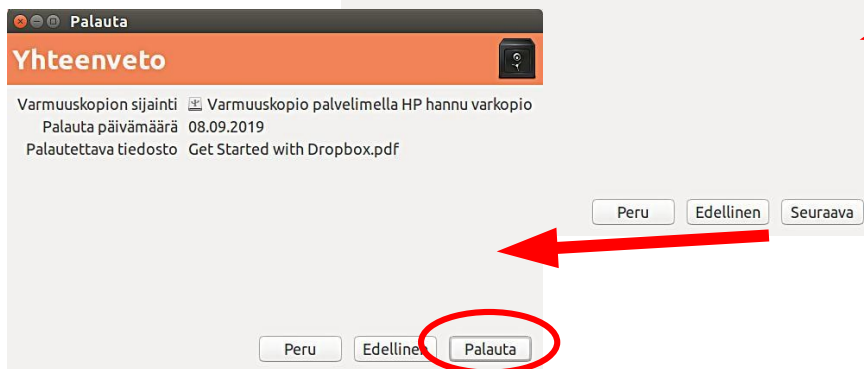 Palauta
Yhteenveto
Varmuuskopion sijainti Varmuuskopio palvelimella HP hannu varkopio
Palauta päivämäärä 08.09.2019
Palautettava tiedosto Get Started with Dropbox.pdf
Peru Edellinen Seuraava
Peru Edellinen Palauta